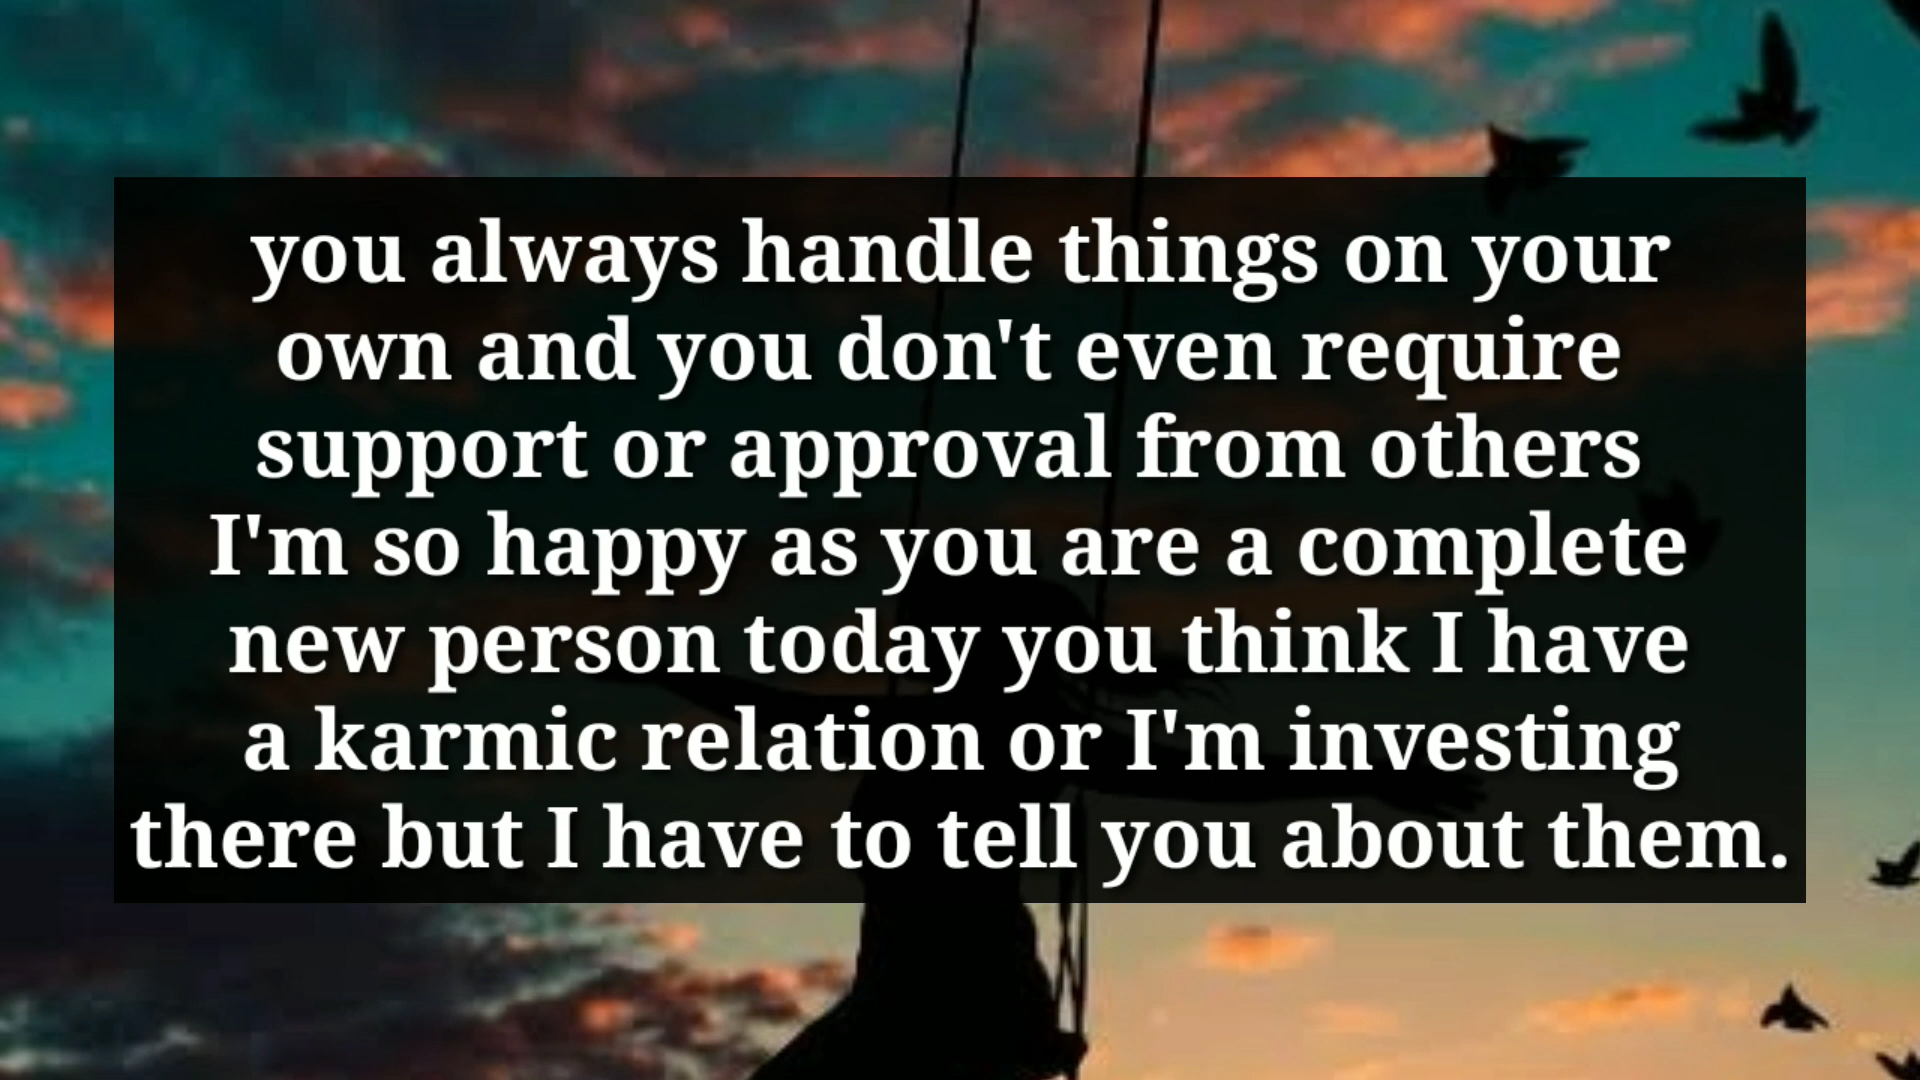 you always handle things on your
own and you don't even require
support or approval from others
I'm so happy as you are a complete
new person today you think I have
a karmic relation or I'm investing
there but I have to tell you about them.